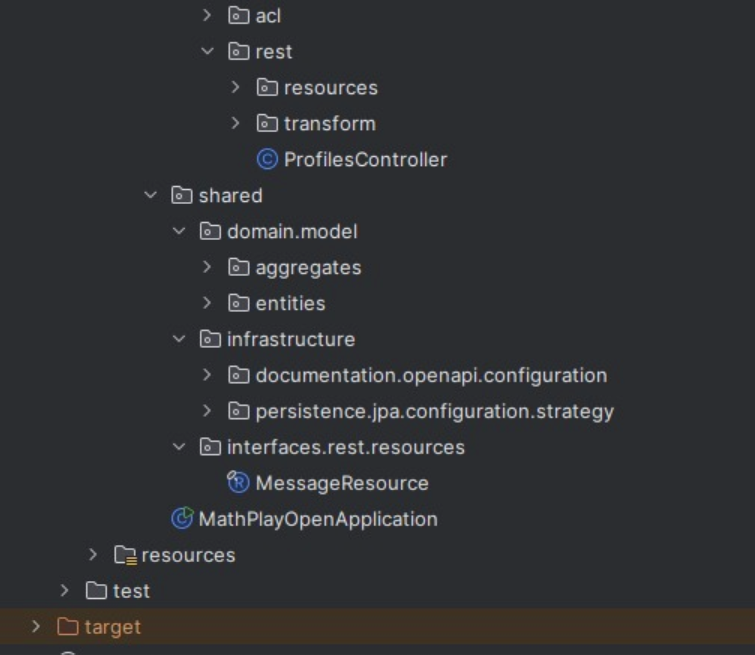 acl
rest
resources
transform
ProfilesController
shared
domain.model
aggregates
entities
infrastructure
documentation.openapi.configuration
persistence.jpa.configuration.strategy
interfaces.rest.resources
MessageResource
MathPlayOpenApplication
resources
test
target